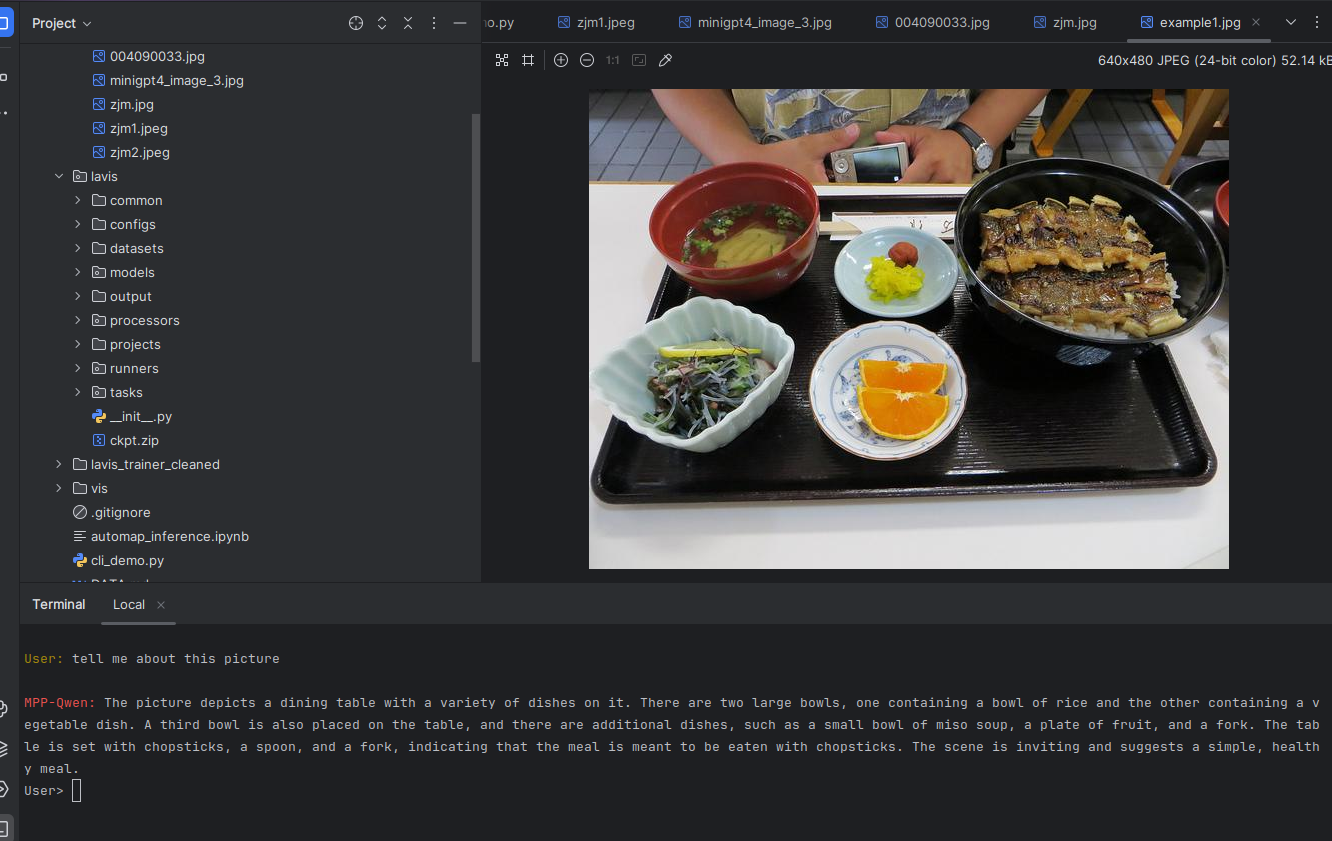 Project
no.py
zjm1.jpeg
minigpt4_image_3.jpg
004090033.jpg
zjm.jpg
example1.jpg
1:1
640x480 JPEG (24-bit color) 52.14 kB
004090033.jpg
minigpt4_image_3.jpg
zjm.jpg
zjm1.jpeg
zjm2.jpeg
lavis
common
configs
datasets
models
output
processors
projects
runners
tasks
__init__.py
ckpt.zip
lavis_trainer_cleaned
vis
.gitignore
automap_inference.ipynb
cli_demo.py
Terminal
Local
User: tell me about this picture
MPP-Qwen: The picture depicts a dining table with a variety of dishes on it. There are two large bowls, one containing a bowl of rice and the other containing a v
egetable dish. A third bowl is also placed on the table, and there are additional dishes, such as a small bowl of miso soup, a plate of fruit, and a fork. The tab
le is set with chopsticks, a spoon, and a fork, indicating that the meal is meant to be eaten with chopsticks. The scene is inviting and suggests a simple, health
y meal.
User>